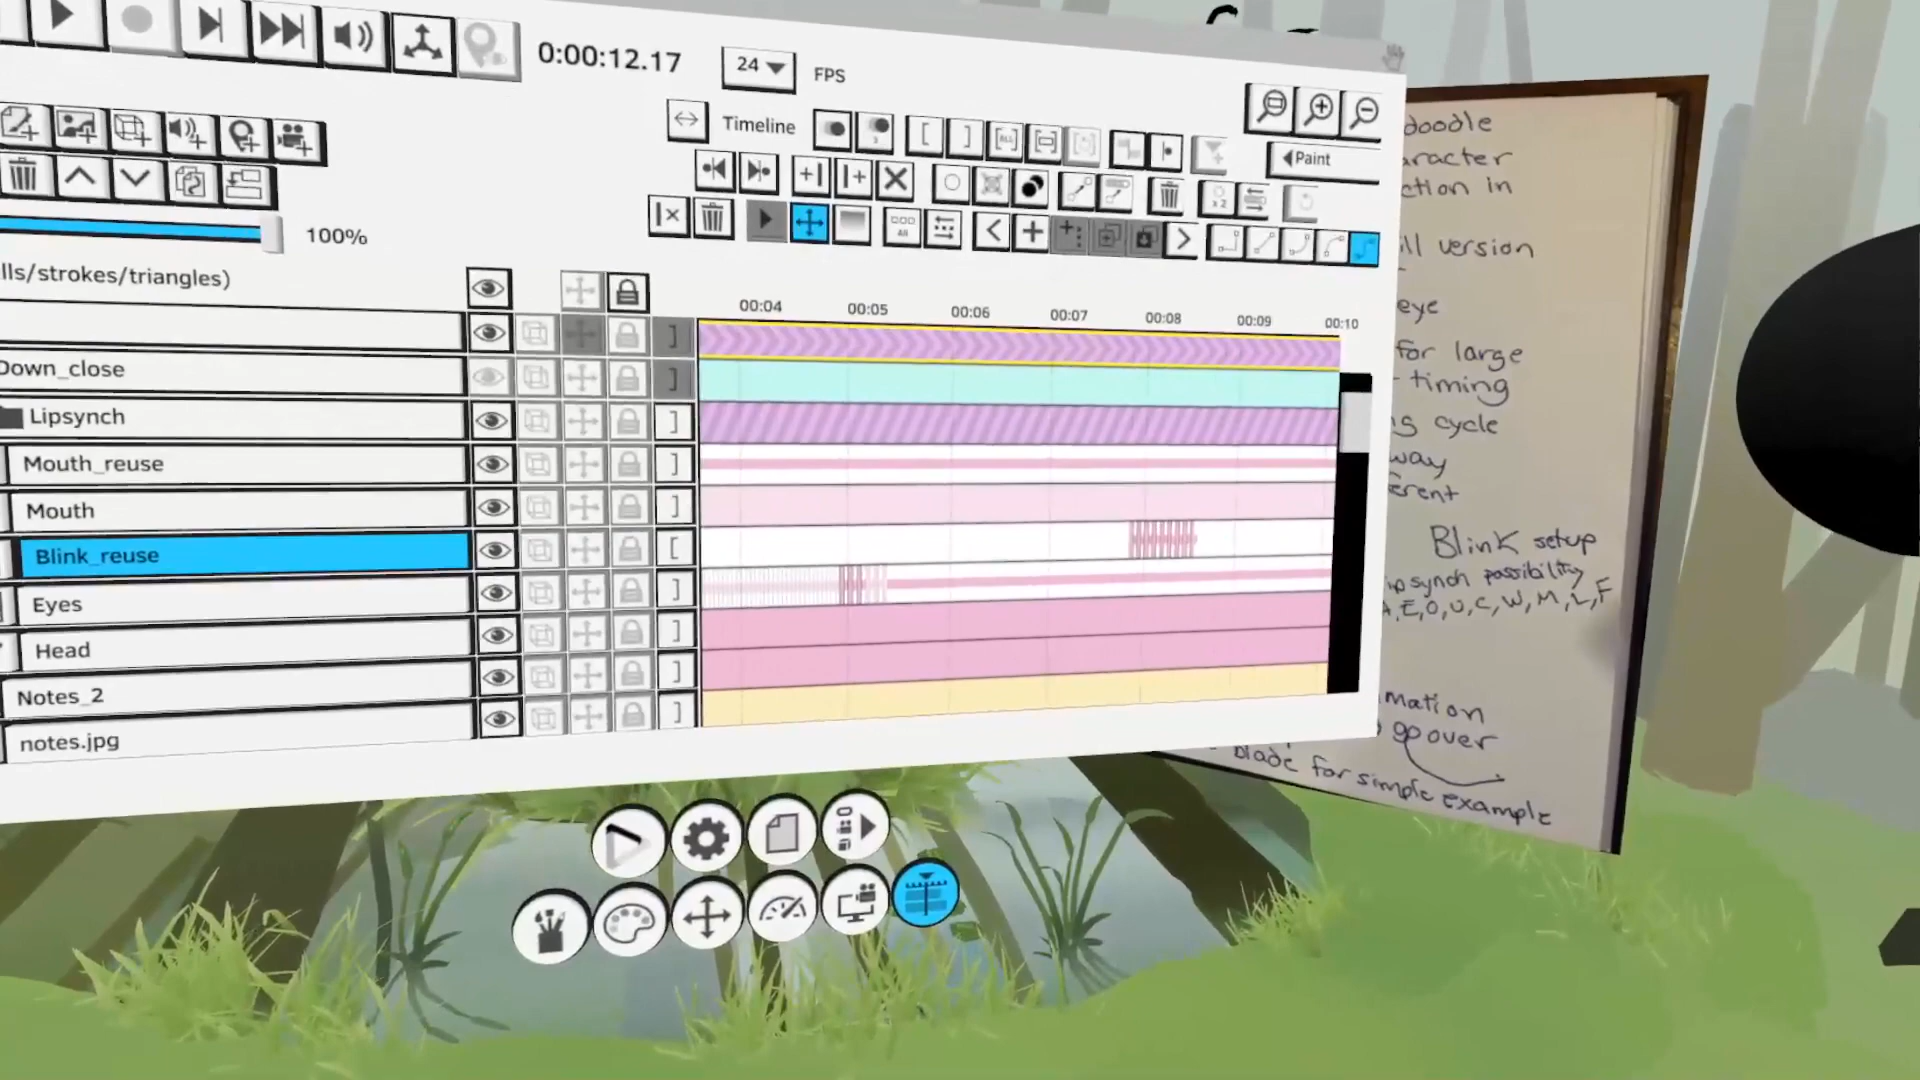 0:00:12.17
24
FPS
Timeline
Paint
100%
lls/strokes/triangles)
00:04
00:05
00:06
00:07
00:08
00:09
00:10
Down_close
Lipsynch
Mouth_reuse
Mouth
Blink_reuse
Eyes
Head
Notes_2
notes.jpg
doodle
aracter
ction in
ill version
eye
for large
timing
cycle
way
erent
Blink setup
synch possibility
E,O,U,C,W,M,L,F
mation
go over
blade for simple example